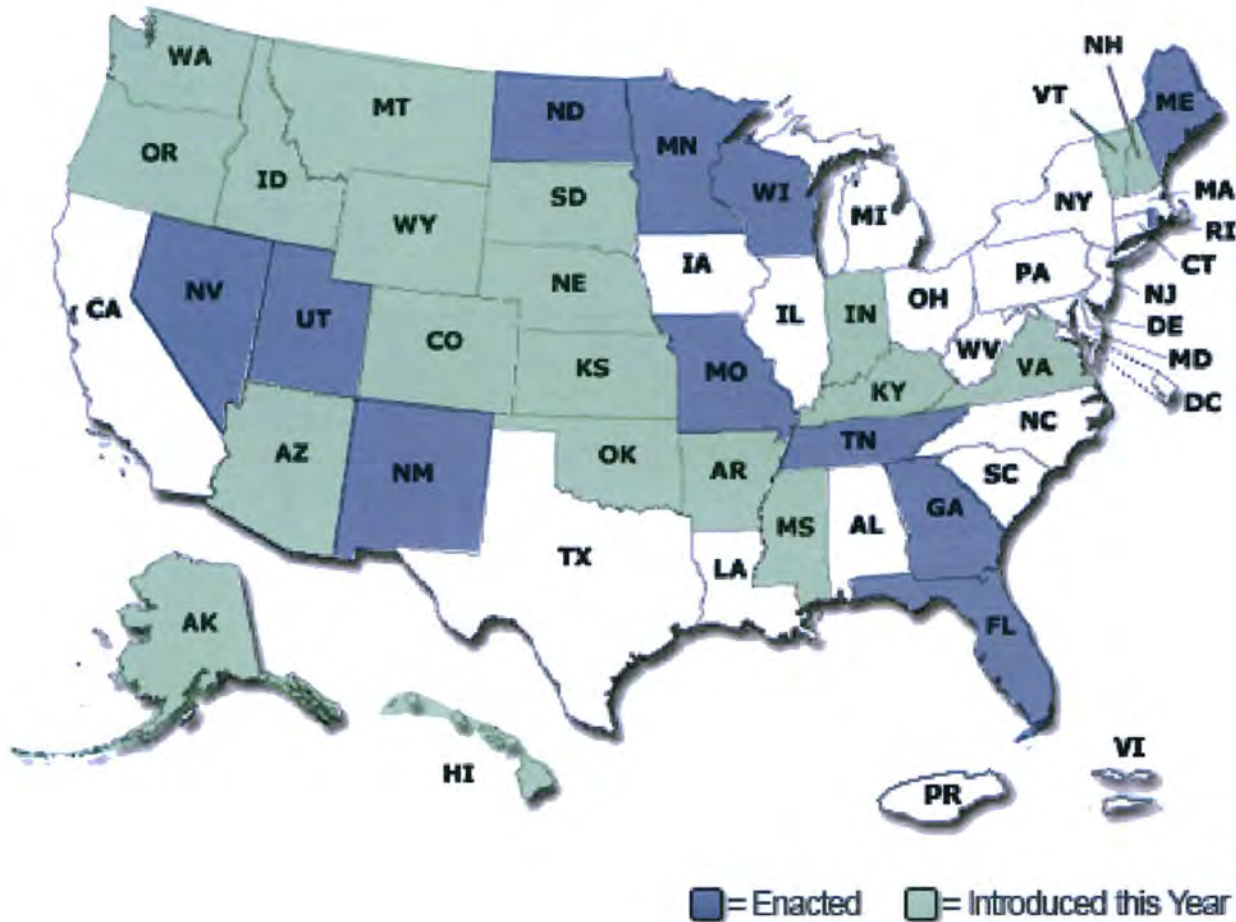 WA
MT
ND
MN
NH
VT
ME
OR
ID
SD
WI
MI
NY
MA
RI
WY
CT
IA
NE
PA
NV
UT
CA
CO
IL
IN
OH
NJ
DE
WV
MD
KS
MO
VA
KY
DC
AZ
NM
OK
AR
TN
NC
SC
MS
AL
GA
TX
LA
AK
FL
HI
VI
PR
= Enacted = Introduced this Year